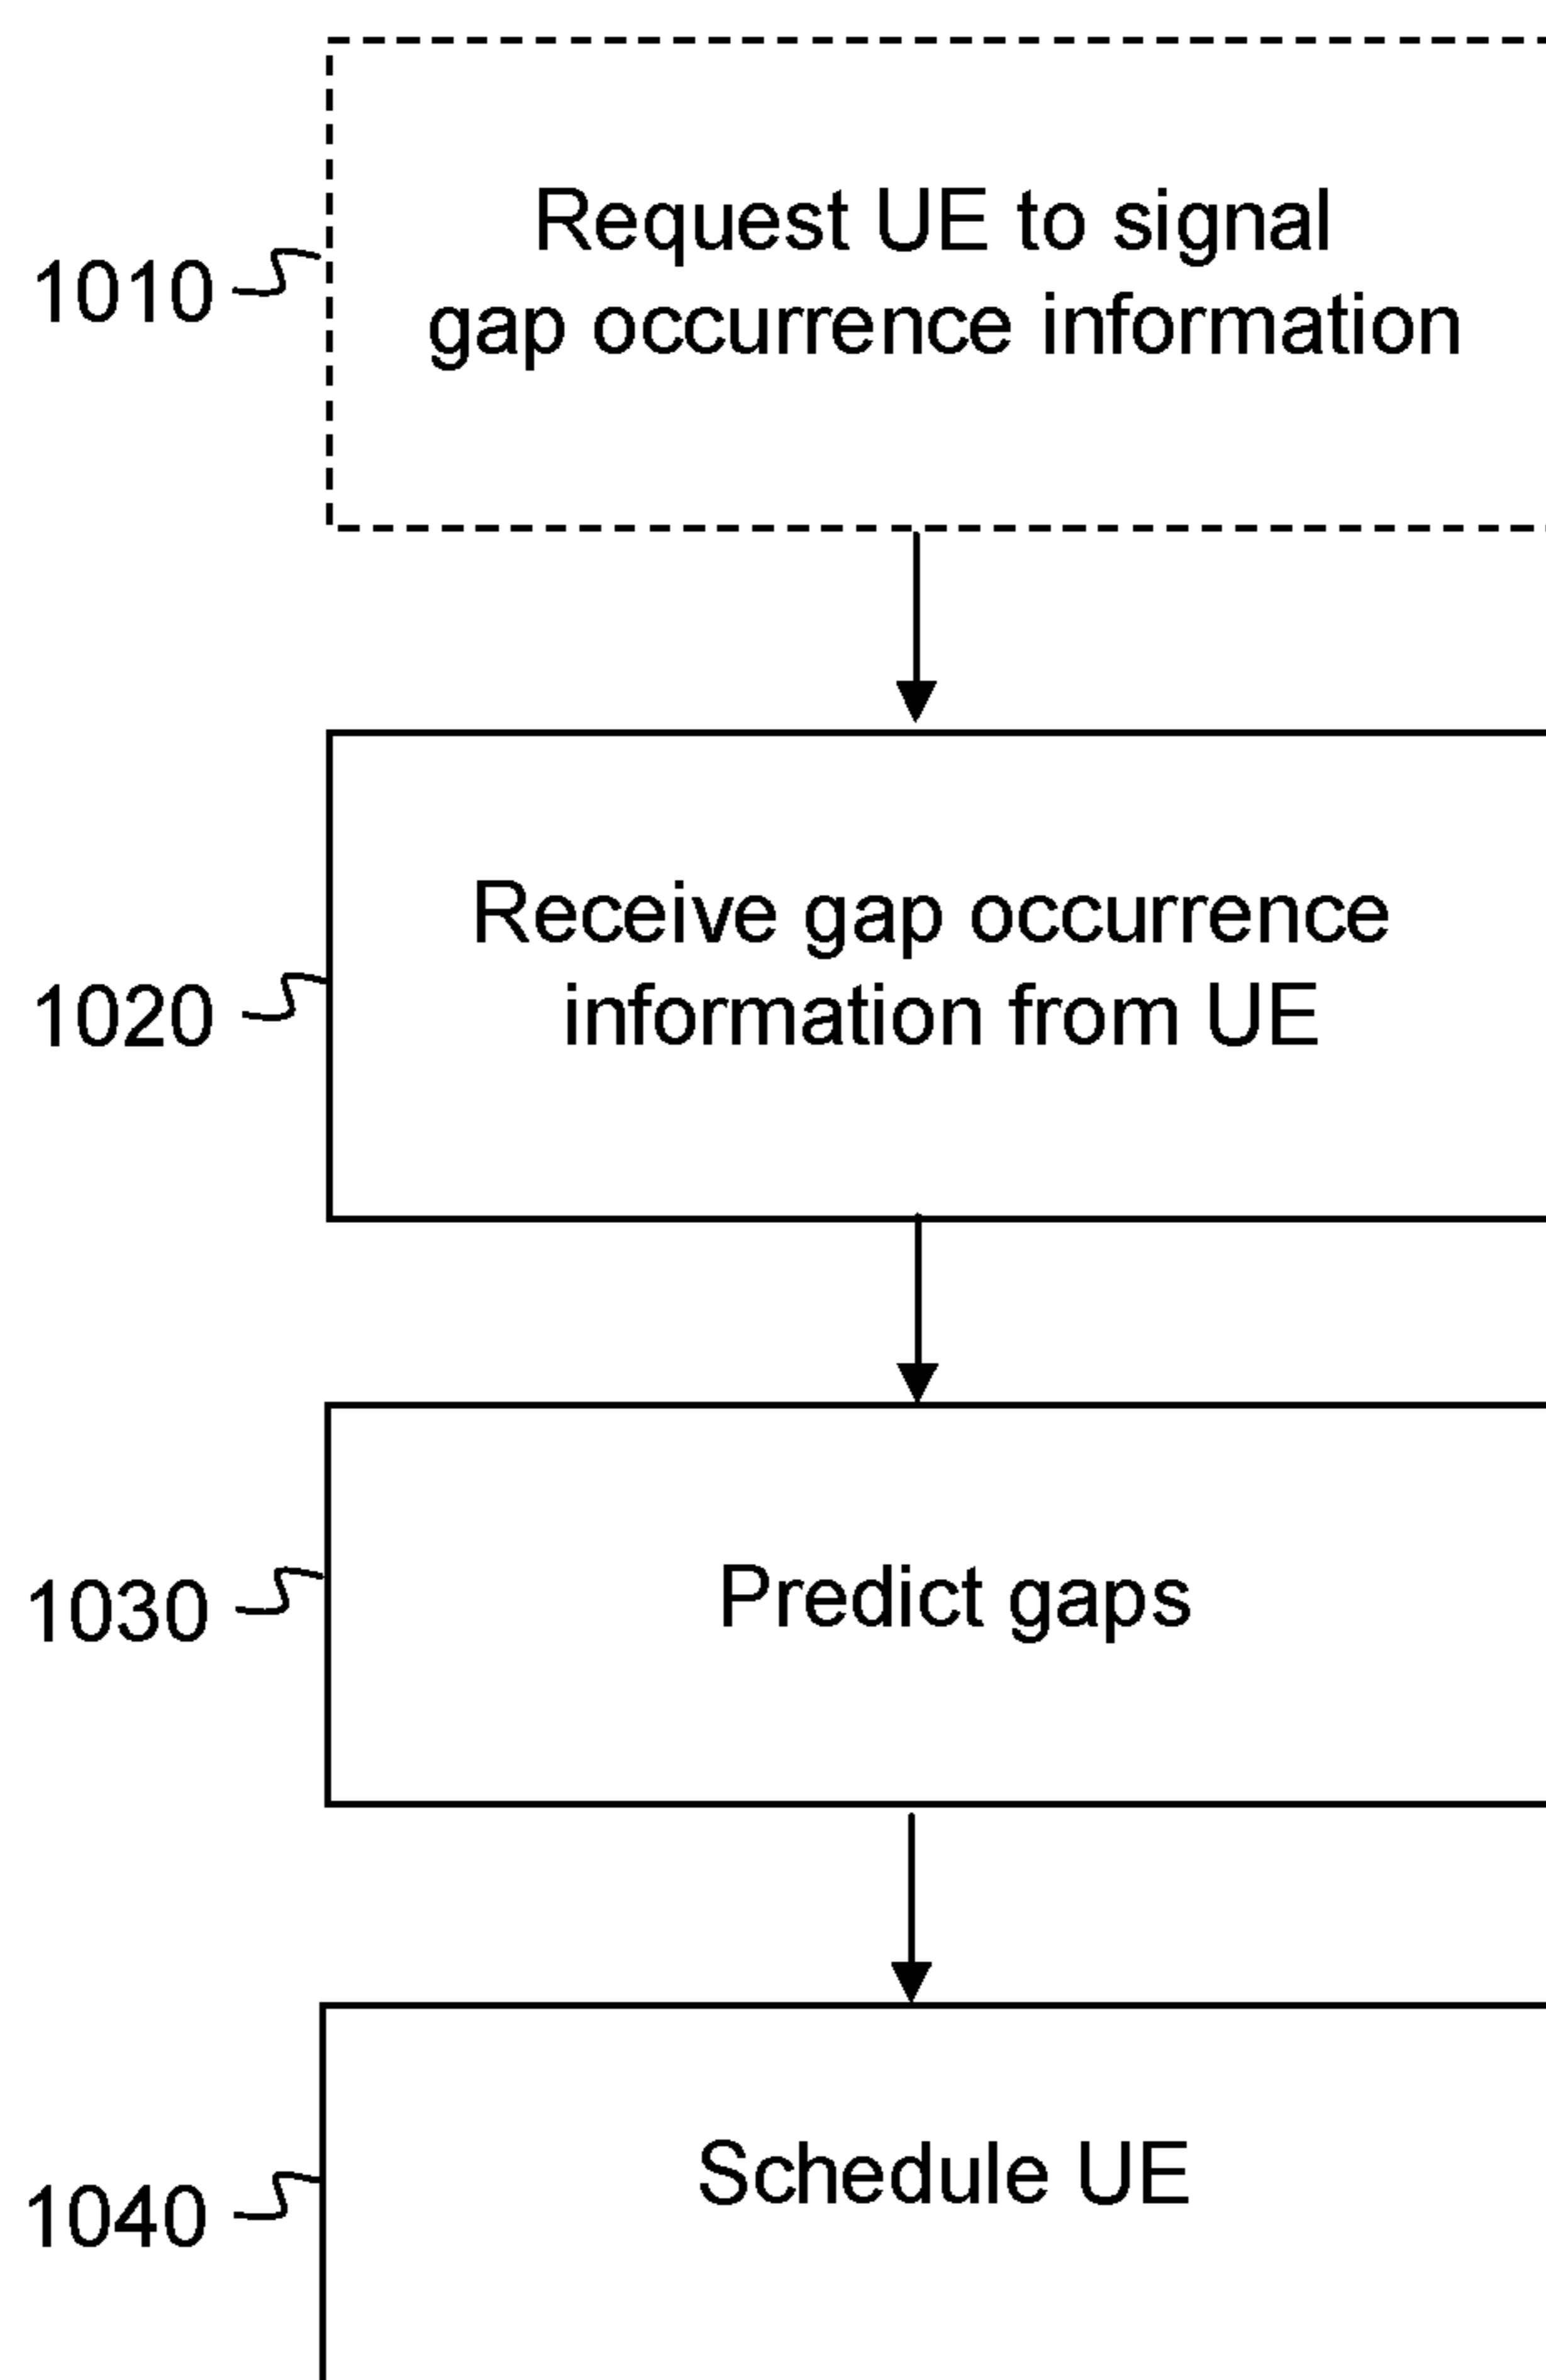 Request UE to signal
gap occurrence information
1010
Receive gap occurrence
information from UE
1020
Predict gaps
1030
Schedule UE
1040